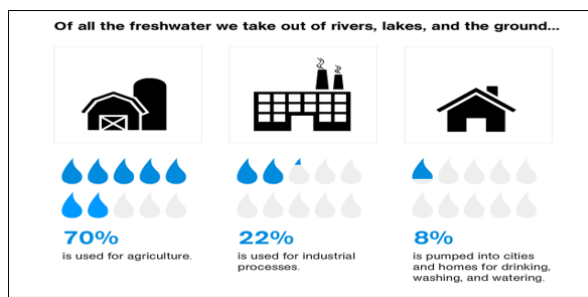 Of all the freshwater we take out of rivers, lakes, and the ground...
70%
is used for agriculture.
22%
is used for industrial
processes.
8%
is pumped into cities
and homes for drinking,
washing, and watering.